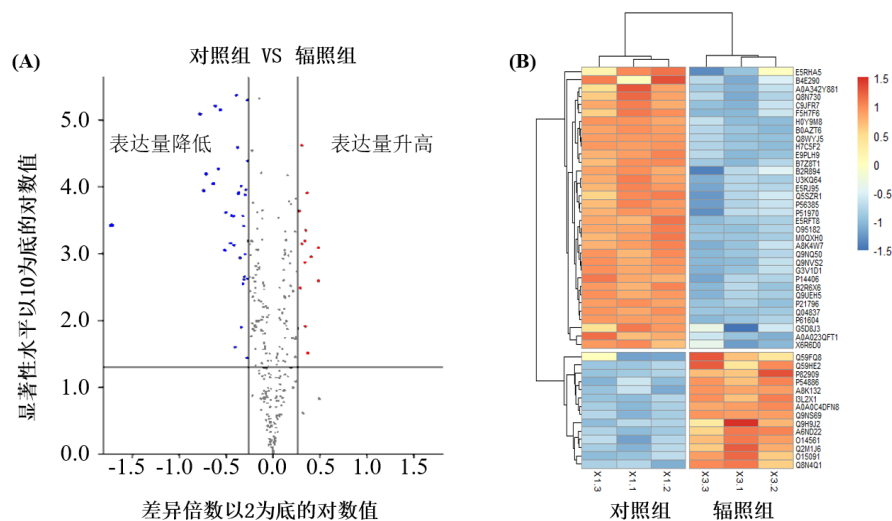 (A)
对照组 VS 辐照组
表达量降低
表达量升高
显著性水平以10为底的对数值
5.0
4.0
3.0
2.0
1.0
0.0
-1.5 -1.0 -0.5 0.0 0.5 1.0 1.5
差异倍数以2为底的对数值
(B)
E5RHA5
B4E290
A0A342Y881
Q8N730
C9JFR7
F5H7F6
H0Y9M8
B0AZT6
Q8WYJ5
H7C5F2
E9PLH9
B7Z8T1
B2R894
U3KQ64
E5RJ95
Q5SZR1
P56385
P51970
E5RFT8
O95182
M0QXH0
A8K4W7
Q9NQ50
Q9NVS2
G3V1D1
P14406
B2R6X6
Q9UEH5
P21796
Q04837
P61604
G5D8J3
A0A023QFT1
X6R6D0
Q59FQ8
Q59HE2
P82909
P54886
A8K132
I3L2X1
A0A0C4DFN8
Q9NS69
Q9H9J2
A6ND22
O14561
Q2M1J6
O15091
Q8N4Q1
1.5
1
0.5
0
-0.5
-1
-1.5
X1.3 X1.1 X1.2 X3.3 X3.1 X3.2
对照组 辐照组